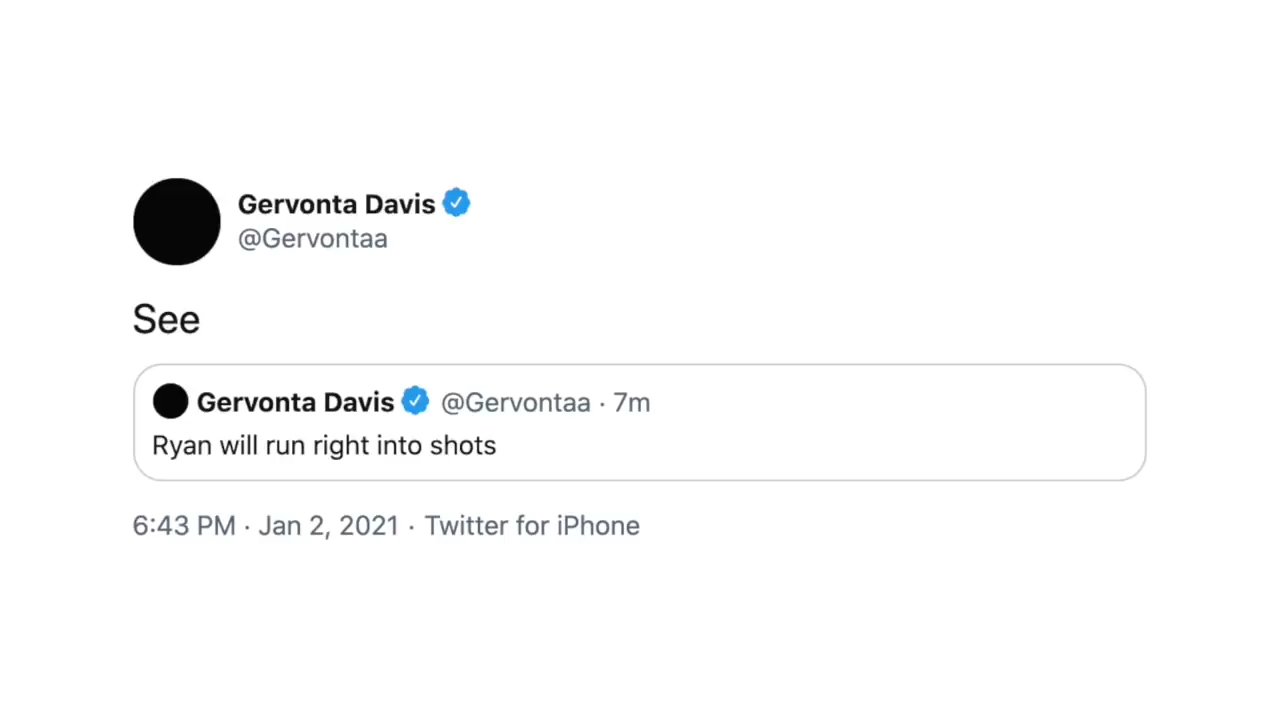 Gervonta Davis
@Gervontaa
See
Gervonta Davis @Gervontaa · 7m
Ryan will run right into shots
6:43 PM · Jan 2, 2021 · Twitter for iPhone